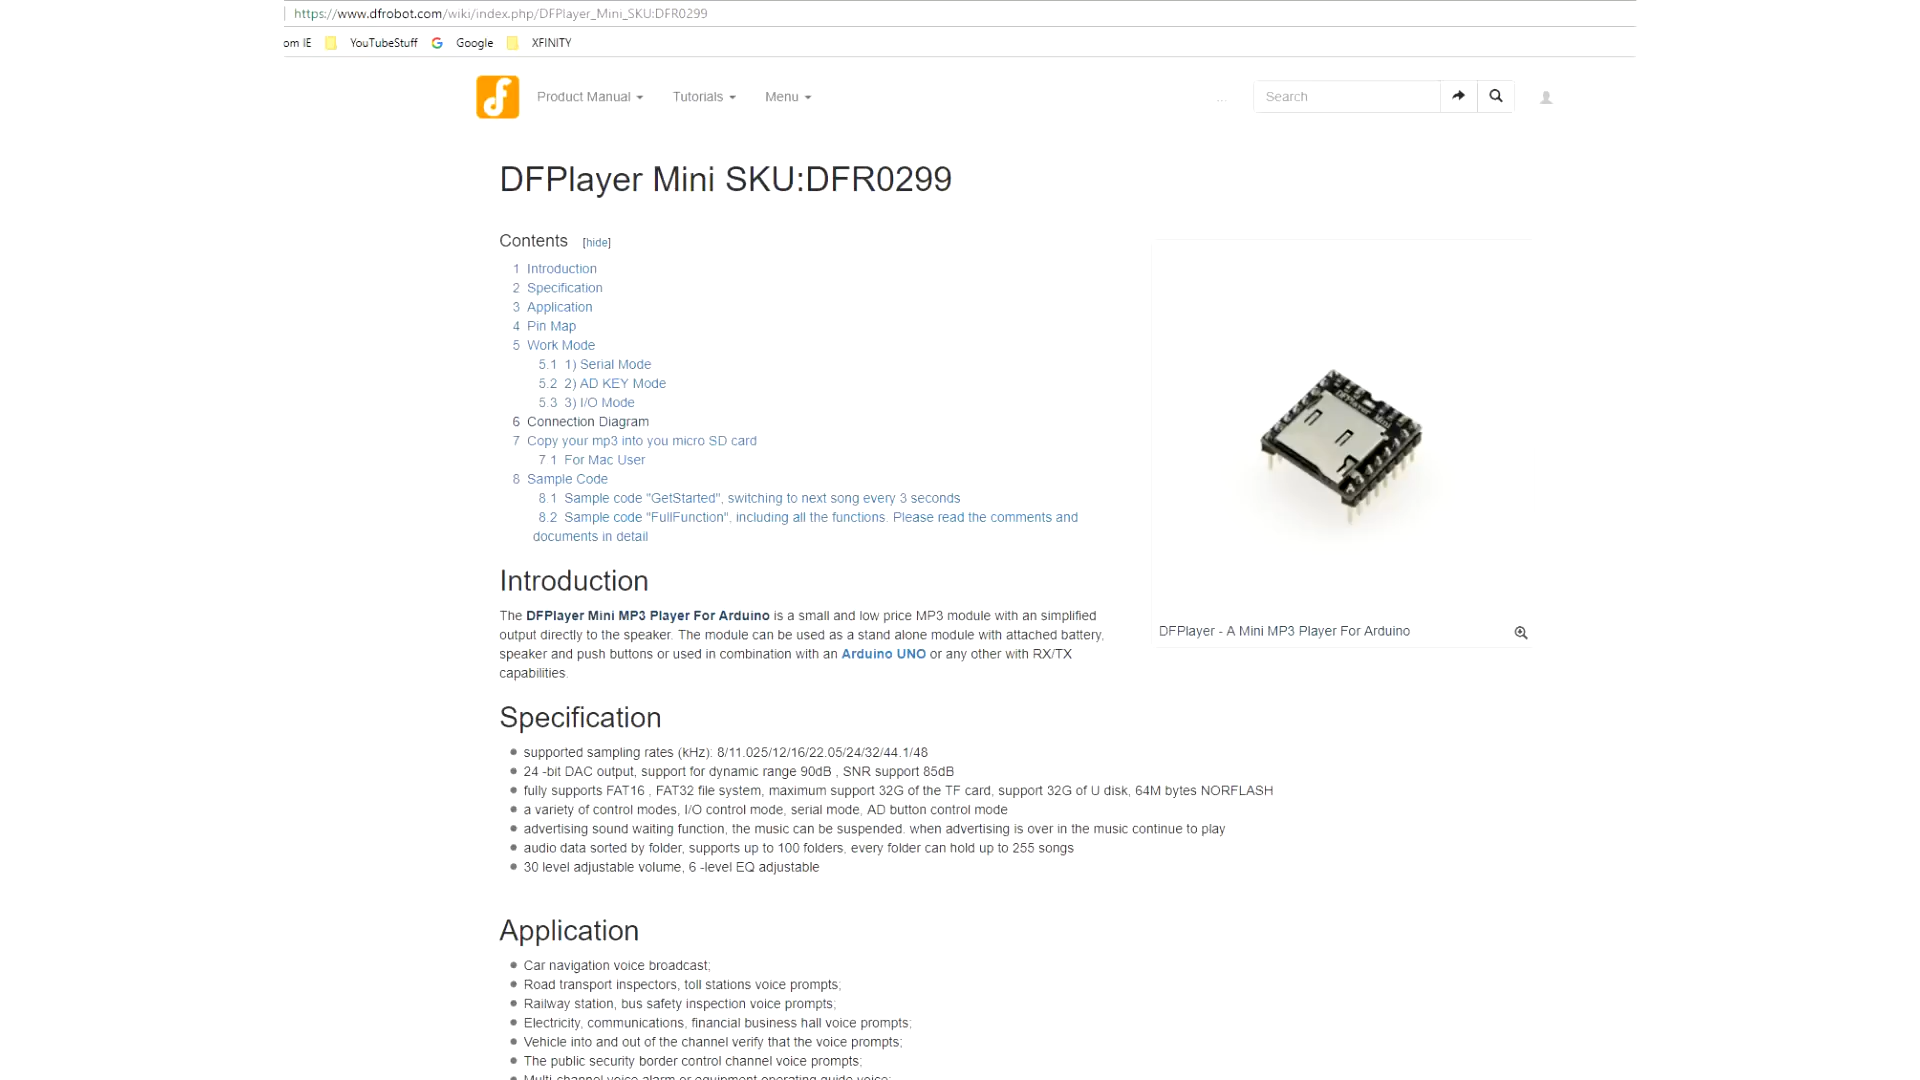 https://www.dfrobot.com/wiki/index.php/DFPlayer_Mini_SKU:DFR0299
om IE YouTubeStuff Google XFINITY
Product Manual Tutorials Menu ... Search
DFPlayer Mini SKU:DFR0299
Contents [hide]
1 Introduction
2 Specification
3 Application
4 Pin Map
5 Work Mode
5.1 1) Serial Mode
5.2 2) AD KEY Mode
5.3 3) I/O Mode
6 Connection Diagram
7 Copy your mp3 into you micro SD card
7.1 For Mac User
8 Sample Code
8.1 Sample code "GetStarted", switching to next song every 3 seconds
8.2 Sample code "FullFunction", including all the functions. Please read the comments and
documents in detail
DFPlayer Mini
DFPlayer - A Mini MP3 Player For Arduino
Introduction
The DFPlayer Mini MP3 Player For Arduino is a small and low price MP3 module with an simplified
output directly to the speaker. The module can be used as a stand alone module with attached battery,
speaker and push buttons or used in combination with an Arduino UNO or any other with RX/TX
capabilities.
Specification
supported sampling rates (kHz): 8/11.025/12/16/22.05/24/32/44.1/48
24 -bit DAC output, support for dynamic range 90dB , SNR support 85dB
fully supports FAT16 , FAT32 file system, maximum support 32G of the TF card, support 32G of U disk, 64M bytes NORFLASH
a variety of control modes, I/O control mode, serial mode, AD button control mode
advertising sound waiting function, the music can be suspended. when advertising is over in the music continue to play
audio data sorted by folder, supports up to 100 folders, every folder can hold up to 255 songs
30 level adjustable volume, 6 -level EQ adjustable
Application
Car navigation voice broadcast;
Road transport inspectors, toll stations voice prompts;
Railway station, bus safety inspection voice prompts;
Electricity, communications, financial business hall voice prompts;
Vehicle into and out of the channel verify that the voice prompts;
The public security border control channel voice prompts;
Multi-channel voice alarm or equipment operating guide voice;